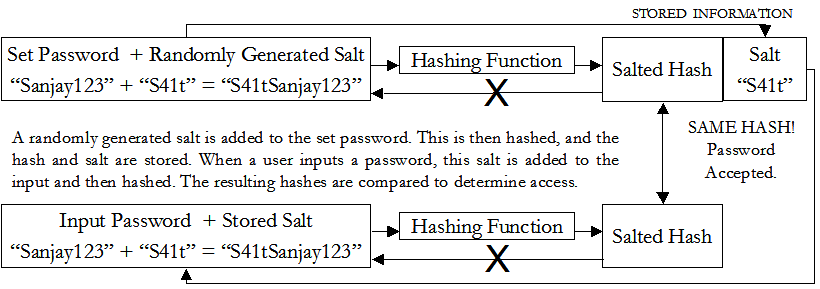 STORED INFORMATION
Set Password + Randomly Generated Salt
“Sanjay123” + “S41t” = “S41tSanjay123”
Hashing Function
X
Salted Hash
Salt
“S41t”
A randomly generated salt is added to the set password. This is then hashed, and the
hash and salt are stored. When a user inputs a password, this salt is added to the
input and then hashed. The resulting hashes are compared to determine access.
SAME HASH!
Password
Accepted.
Input Password + Stored Salt
“Sanjay123” + “S41t” = “S41tSanjay123”
Hashing Function
X
Salted Hash